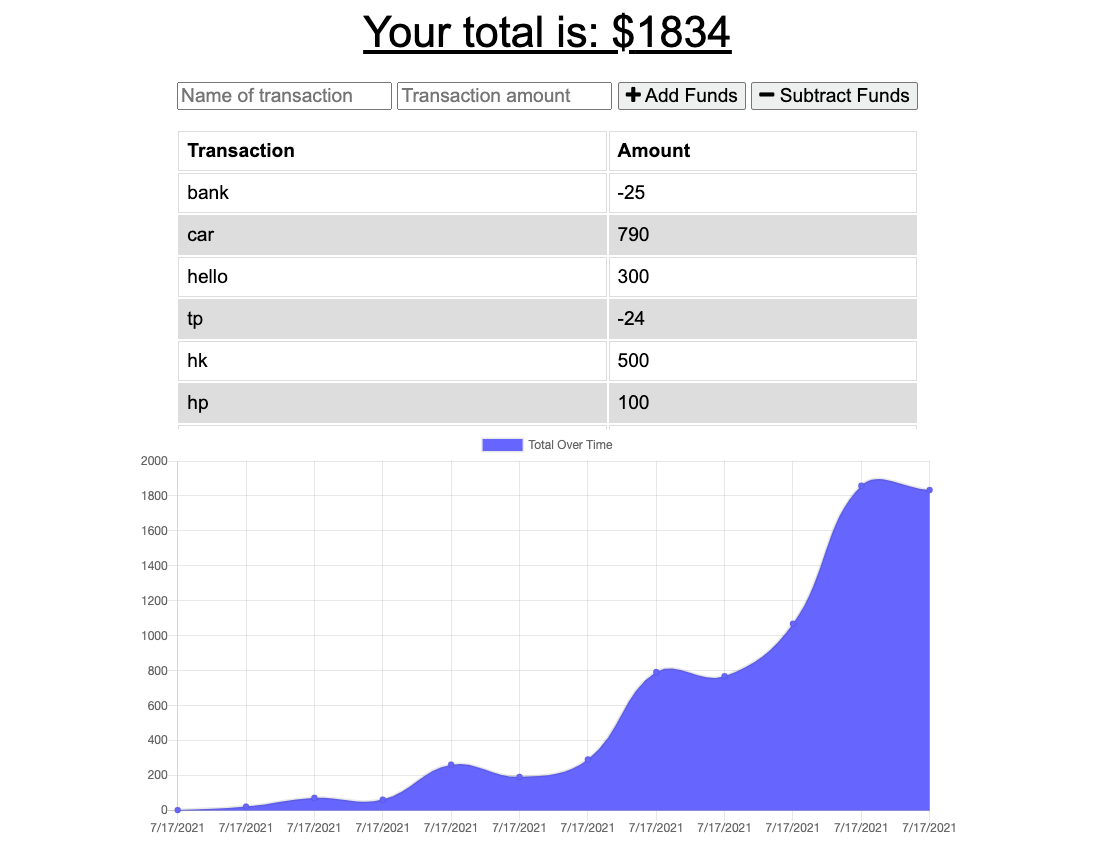 Your total is: $1834
Name of transaction Transaction amount Add Funds Subtract Funds
Transaction Amount
bank -25
car 790
hello 300
tp -24
hk 500
hp 100
Total Over Time
2000
1800
1600
1400
1200
1000
800
600
400
200
0
7/17/2021 7/17/2021 7/17/2021 7/17/2021 7/17/2021 7/17/2021 7/17/2021 7/17/2021 7/17/2021 7/17/2021 7/17/2021 7/17/2021